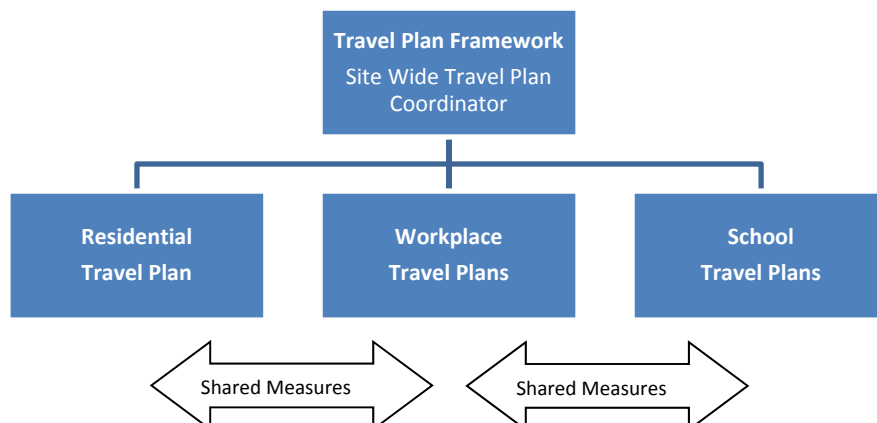 Travel Plan Framework
Site Wide Travel Plan
Coordinator
Residential
Travel Plan
Workplace
Travel Plans
School
Travel Plans
Shared Measures
Shared Measures